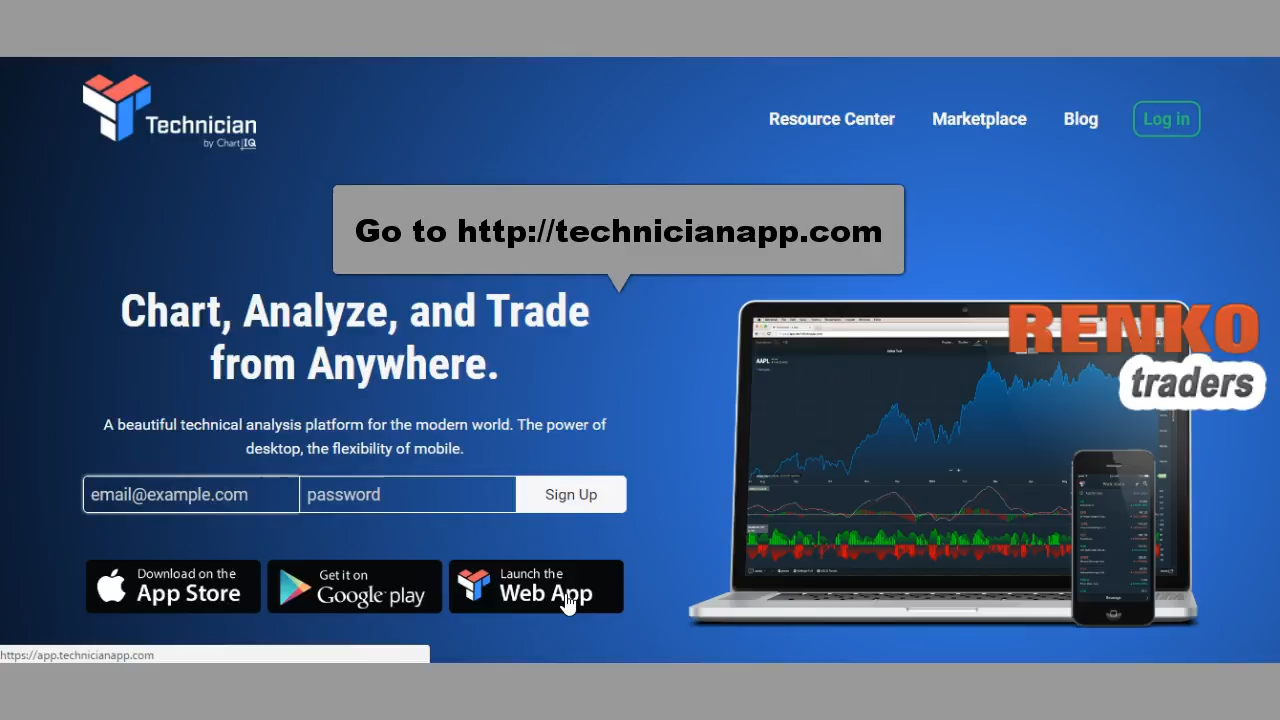 Technician
by ChartIQ
Resource Center
Marketplace
Blog
Log in
Go to http://technicianapp.com
Chart, Analyze, and Trade
from Anywhere.
A beautiful technical analysis platform for the modern world. The power of
desktop, the flexibility of mobile.
email@example.com
password
Sign Up
Download on the
App Store
Get it on
Google play
Launch the
Web App
AAPL
RENKO
traders
https://app.technicianapp.com